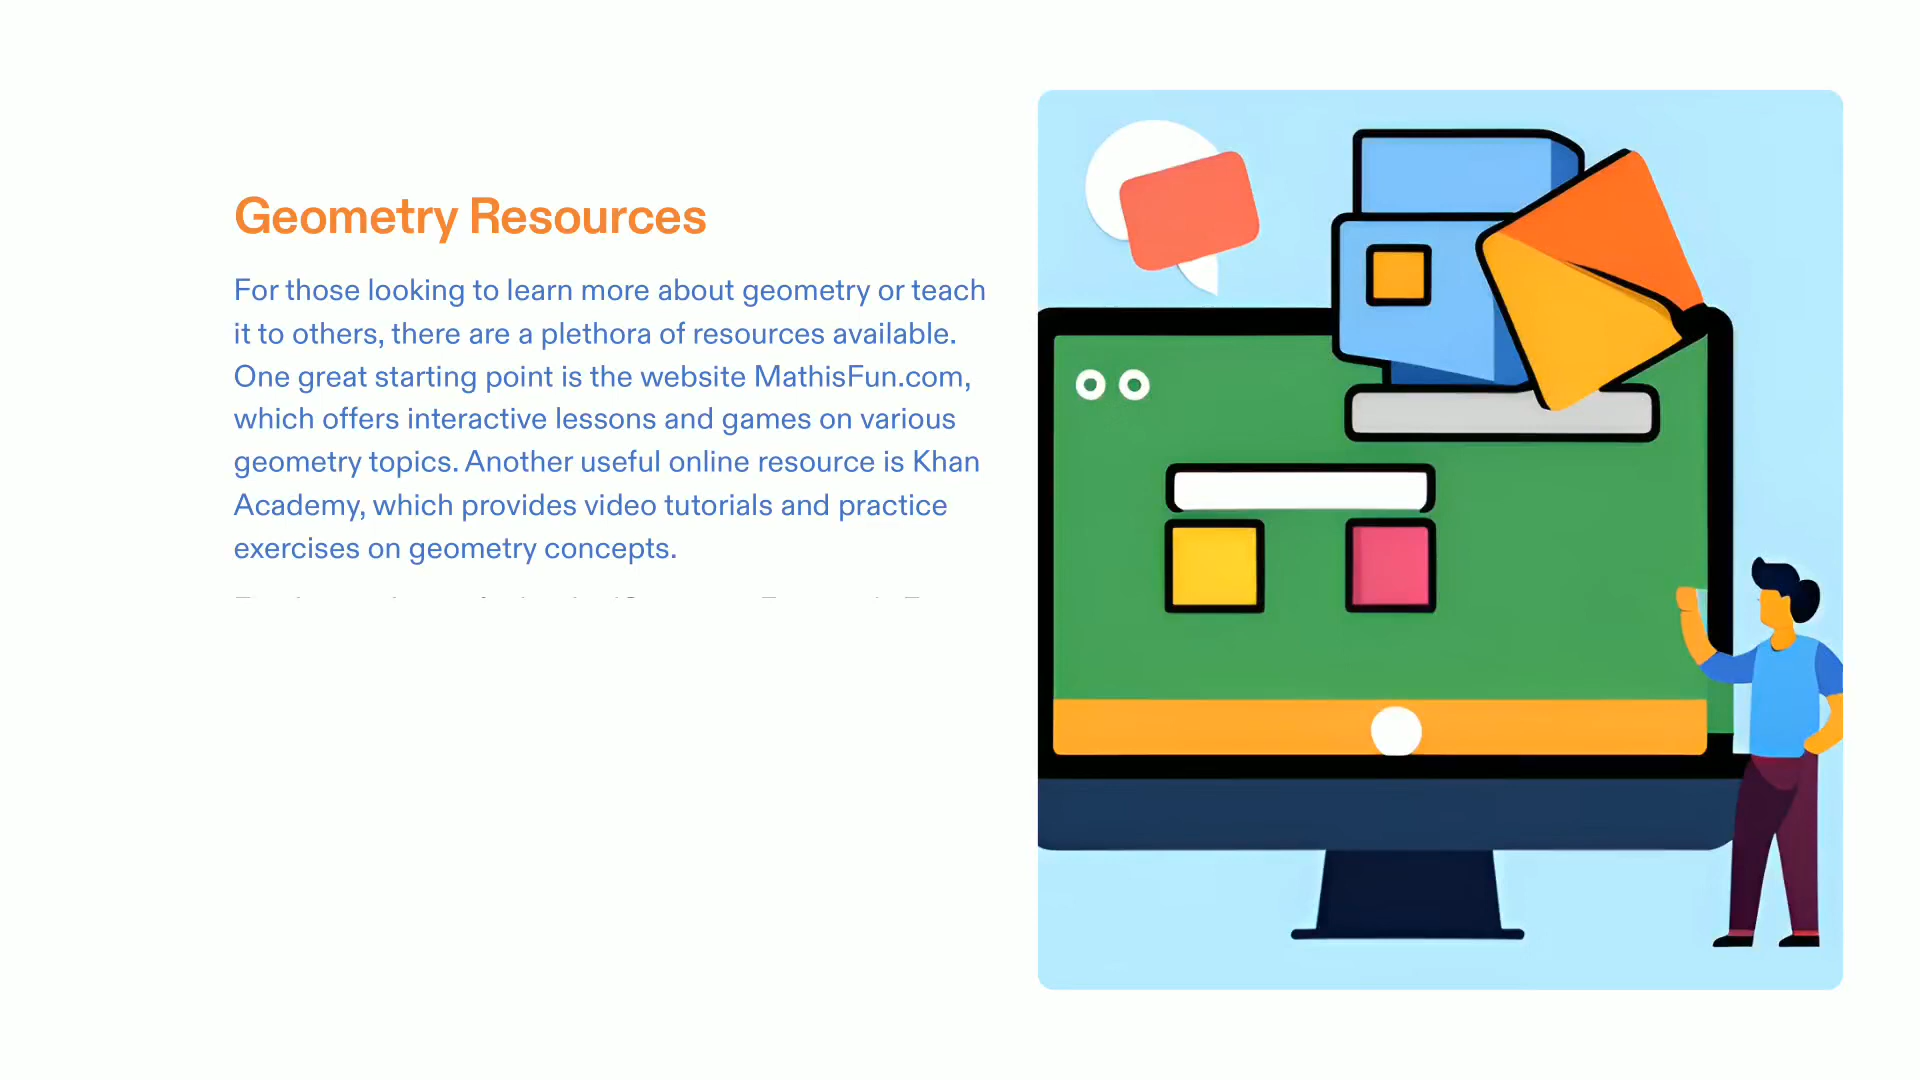 Geometry Resources
For those looking to learn more about geometry or teach
it to others, there are a plethora of resources available.
One great starting point is the website MathisFun.com,
which offers interactive lessons and games on various
geometry topics. Another useful online resource is Khan
Academy, which provides video tutorials and practice
exercises on geometry concepts.